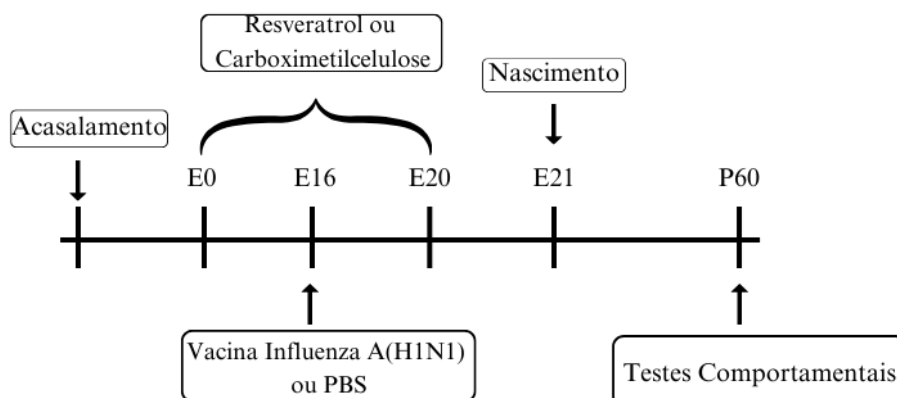 Resveratrol ou
Carboximetilcelulose
Nascimento
Acasalamento
E0 E16 E20 E21 P60
Vacina Influenza A(H1N1)
ou PBS
Testes Comportamentais